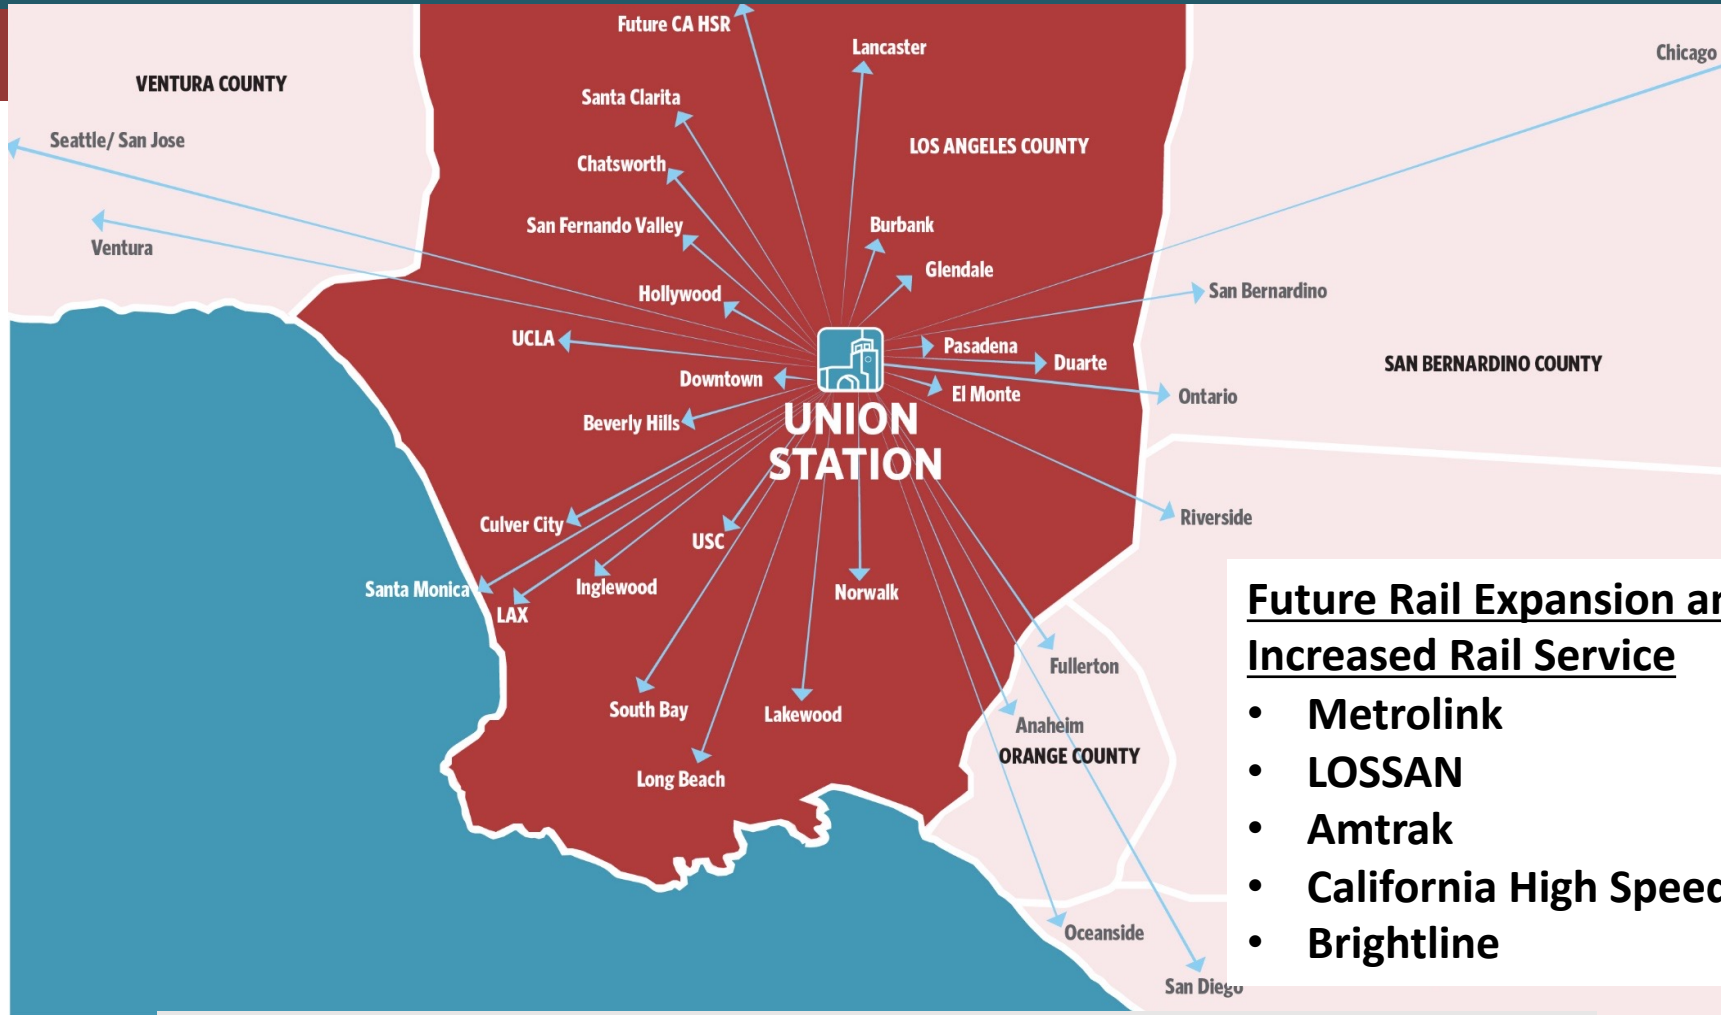 Future CA HSR
Lancaster
Chicago
VENTURA COUNTY
Santa Clarita
Seattle/ San Jose
LOS ANGELES COUNTY
Chatsworth
San Fernando Valley
Burbank
Ventura
Glendale
Hollywood
San Bernardino
UCLA
Pasadena
Duarte
SAN BERNARDINO COUNTY
Downtown
El Monte
Ontario
Beverly Hills
UNION
STATION
Culver City
USC
Riverside
Santa Monica
LAX
Inglewood
Norwalk
Fullerton
South Bay
Lakewood
Anaheim
ORANGE COUNTY
Long Beach
Oceanside
San Diego
Future Rail Expansion
Increased Rail Service
• Metrolink
• LOSSAN
• Amtrak
• California High Speed
• Brightline